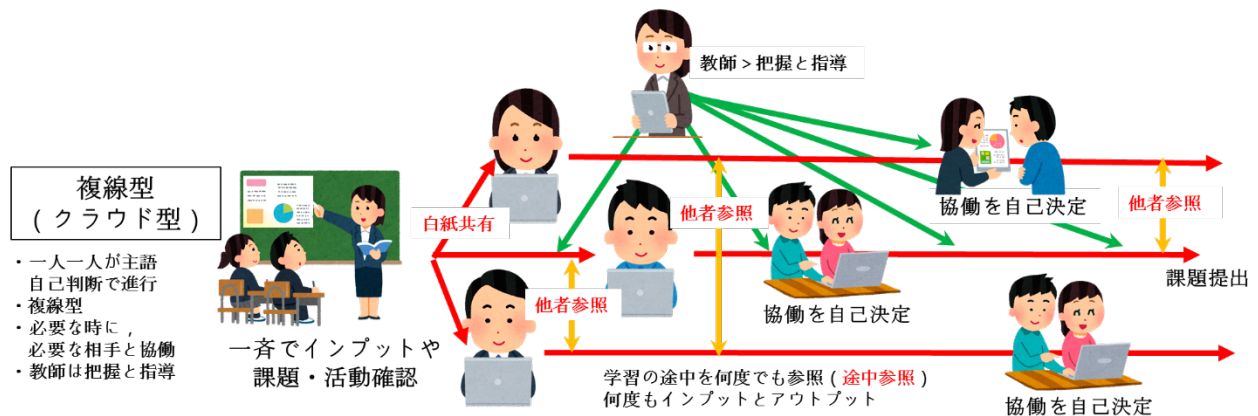 複線型
(クラウド型)
・一人一人が主語
自己判断で進行
・複線型
・必要な時に，
必要な相手と協働
・教師は把握と指導
一斉でインプットや
課題・活動確認
白紙共有
他者参照
教師＞把握と指導
他者参照
協働を自己決定
協働を自己決定
他者参照
課題提出
学習の途中を何度でも参照(途中参照)
何度もインプットとアウトプット
協働を自己決定